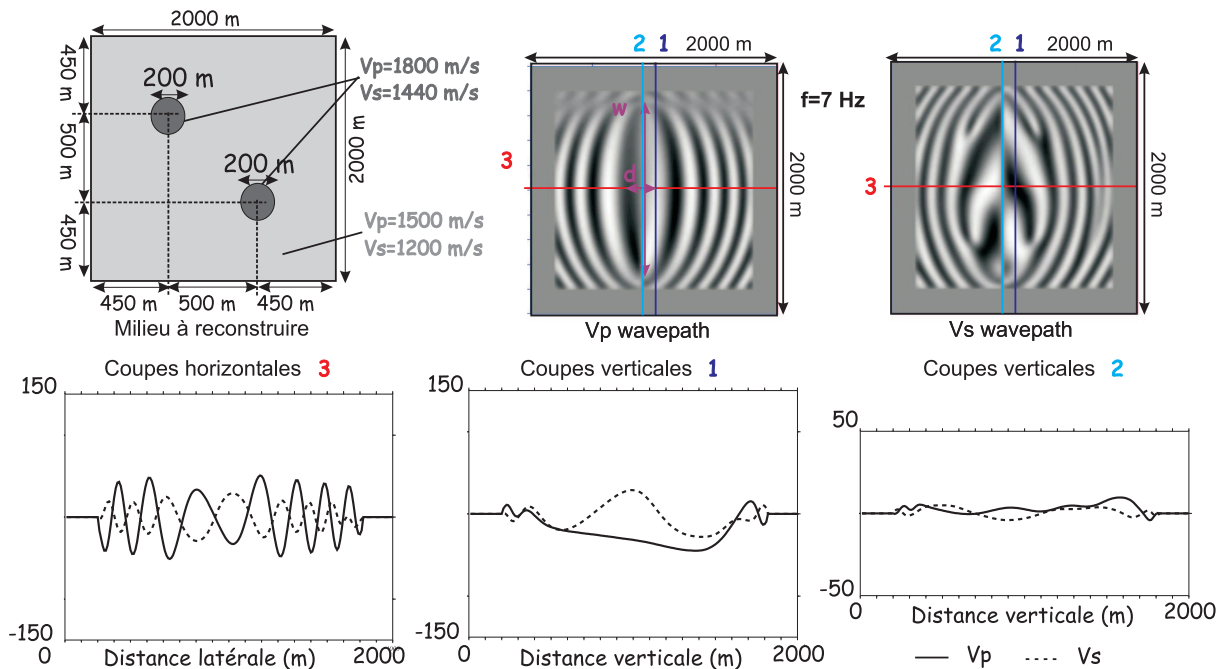 2000 m
450 m
500 m
450 m
200 m
200 m
Vp=1800 m/s
Vs=1440 m/s
Vp=1500 m/s
Vs=1200 m/s
2000 m
450 m
500 m
450 m
Milieu à reconstruire
2 1
2000 m
w
d
3
2000 m
Vp wavepath
f=7 Hz
2 1
2000 m
3
2000 m
Vs wavepath
Coupes horizontales 3
150
-150
0
Distance latérale (m)
2000
Coupes verticales 1
150
-150
0
Distance verticale (m)
2000
Coupes verticales 2
50
-50
0
Distance verticale (m)
2000
Vp
Vs